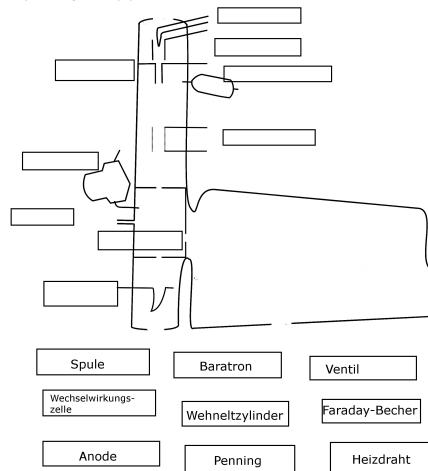 Spule
Baratron
Ventil
Wechselwirkungs-
zelle
Wehneltzylinder
Faraday-Becher
Anode
Penning
Heizdraht